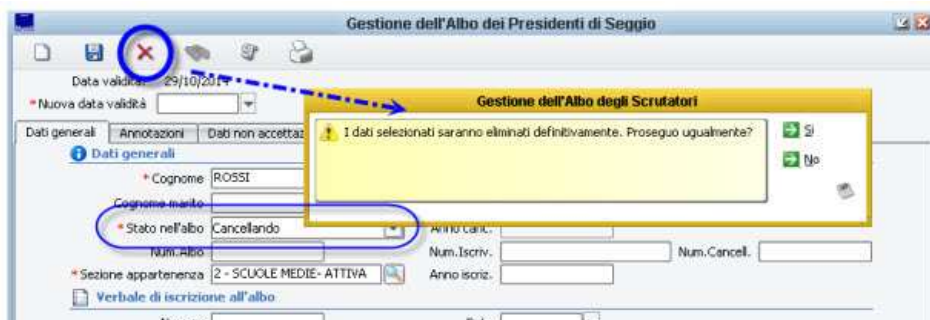 Gestione dell'Albo dei Presidenti di Seggio
Data validità: 29/10/2014
*Nuova data validità
Gestione dell'Albo degli Scrutatori
I dati selezionati saranno eliminati definitivamente. Proseguo ugualmente?
Sì
No
Dati generali Annotazioni Dati non accettaz
Dati generali
*Cognome ROSSI
Cognome marito
*Stato nell'albo Cancellando Anno canc.
Num.Albo Num.Iscriv. Num.Cancell.
*Sezione appartenenza 2 - SCUOLE MEDIE- ATTIVA Anno iscriz.
Verbale di iscrizione all'albo